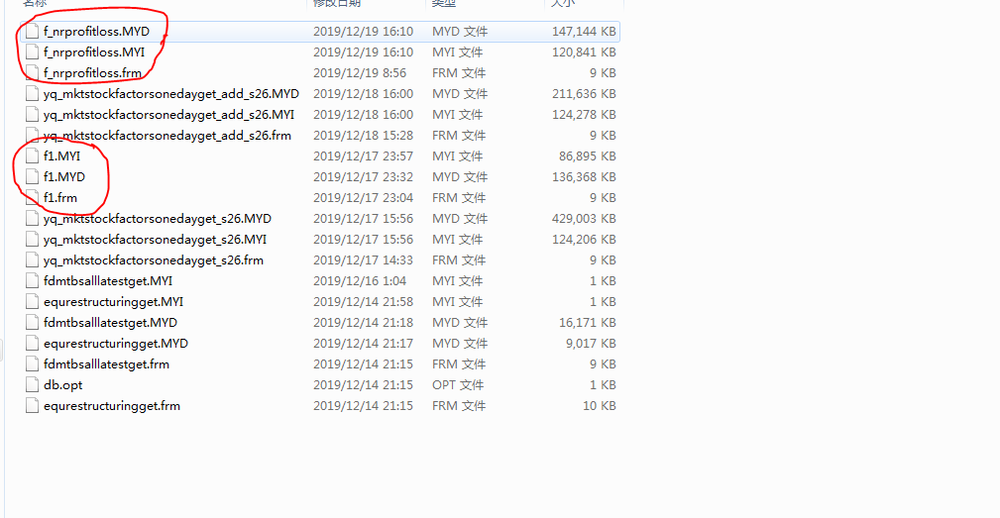 名称 修改日期 类型 大小
f_nrprofitloss.MYD 2019/12/19 16:10 MYD 文件 147,144 KB
f_nrprofitloss.MYI 2019/12/19 16:10 MYI 文件 120,841 KB
f_nrprofitloss.frm 2019/12/19 8:56 FRM 文件 9 KB
yq_mktstockfactorsonedayget_add_s26.MYD 2019/12/18 16:00 MYD 文件 211,636 KB
yq_mktstockfactorsonedayget_add_s26.MYI 2019/12/18 16:00 MYI 文件 124,278 KB
yq_mktstockfactorsonedayget_add_s26.frm 2019/12/18 15:28 FRM 文件 9 KB
f1.MYI 2019/12/17 23:57 MYI 文件 86,895 KB
f1.MYD 2019/12/17 23:32 MYD 文件 136,368 KB
f1.frm 2019/12/17 23:04 FRM 文件 9 KB
yq_mktstockfactorsonedayget_s26.MYD 2019/12/17 15:56 MYD 文件 429,003 KB
yq_mktstockfactorsonedayget_s26.MYI 2019/12/17 15:56 MYI 文件 124,206 KB
yq_mktstockfactorsonedayget_s26.frm 2019/12/17 14:33 FRM 文件 9 KB
fdmtbsalllatestget.MYI 2019/12/16 1:04 MYI 文件 1 KB
equrestructuringget.MYI 2019/12/14 21:58 MYI 文件 1 KB
fdmtbsalllatestget.MYD 2019/12/14 21:18 MYD 文件 16,171 KB
equrestructuringget.MYD 2019/12/14 21:17 MYD 文件 9,017 KB
fdmtbsalllatestget.frm 2019/12/14 21:15 FRM 文件 9 KB
db.opt 2019/12/14 21:15 OPT 文件 1 KB
equrestructuringget.frm 2019/12/14 21:15 FRM 文件 10 KB